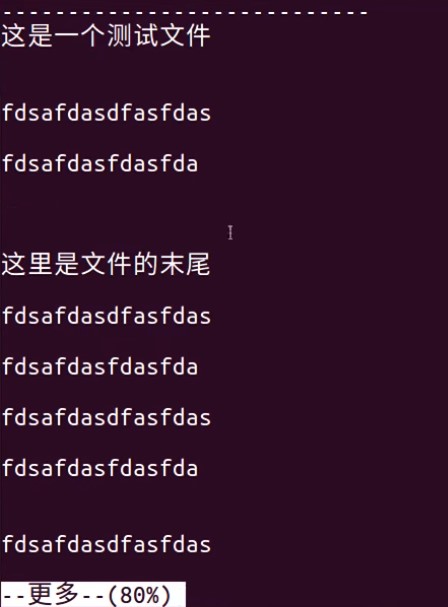 ----------------------------
这是一个测试文件
fdsafdasdfasfdas
fdsafdasfdasfda
这里是文件的末尾
fdsafdasdfasfdas
fdsafdasfdasfda
fdsafdasdfasfdas
fdsafdasfdasfda
fdsafdasdfasfdas
--更多--(80%)